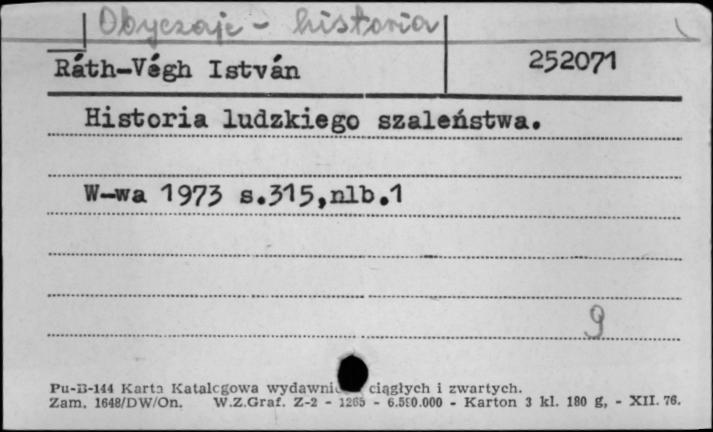 Obyczaje - historia
Ráth-Végh István 252071
Historia ludzkiego szaleństwa.
W-wa 1973 s.315,nlb.1
9
Pu-B-144 Karta Katalogowa wydawnic ciągłych i zwartych.
Zam. 1648/DW/On. W.Z.Graf. Z-2 - 1265 - 6.500.000 - Karton 3 kl. 180 g, - XII. 76.